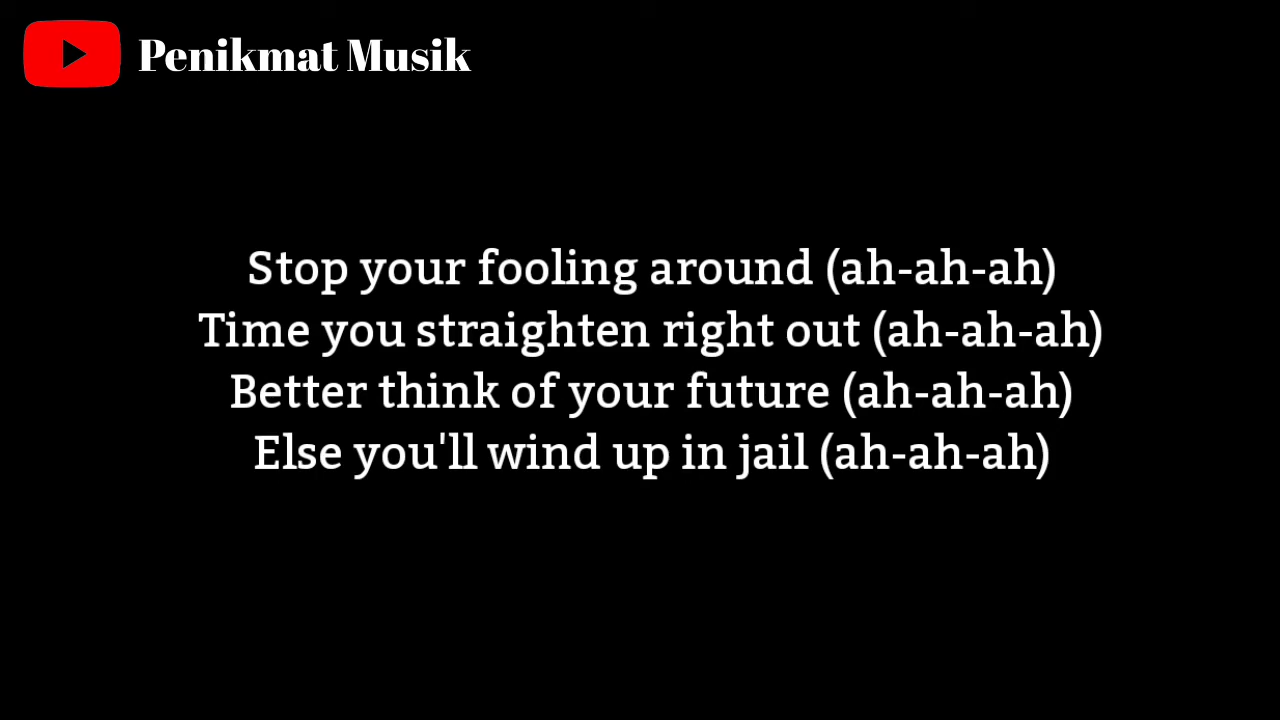 Penikmat Musik
Stop your fooling around (ah-ah-ah)
Time you straighten right out (ah-ah-ah)
Better think of your future (ah-ah-ah)
Else you'll wind up in jail (ah-ah-ah)